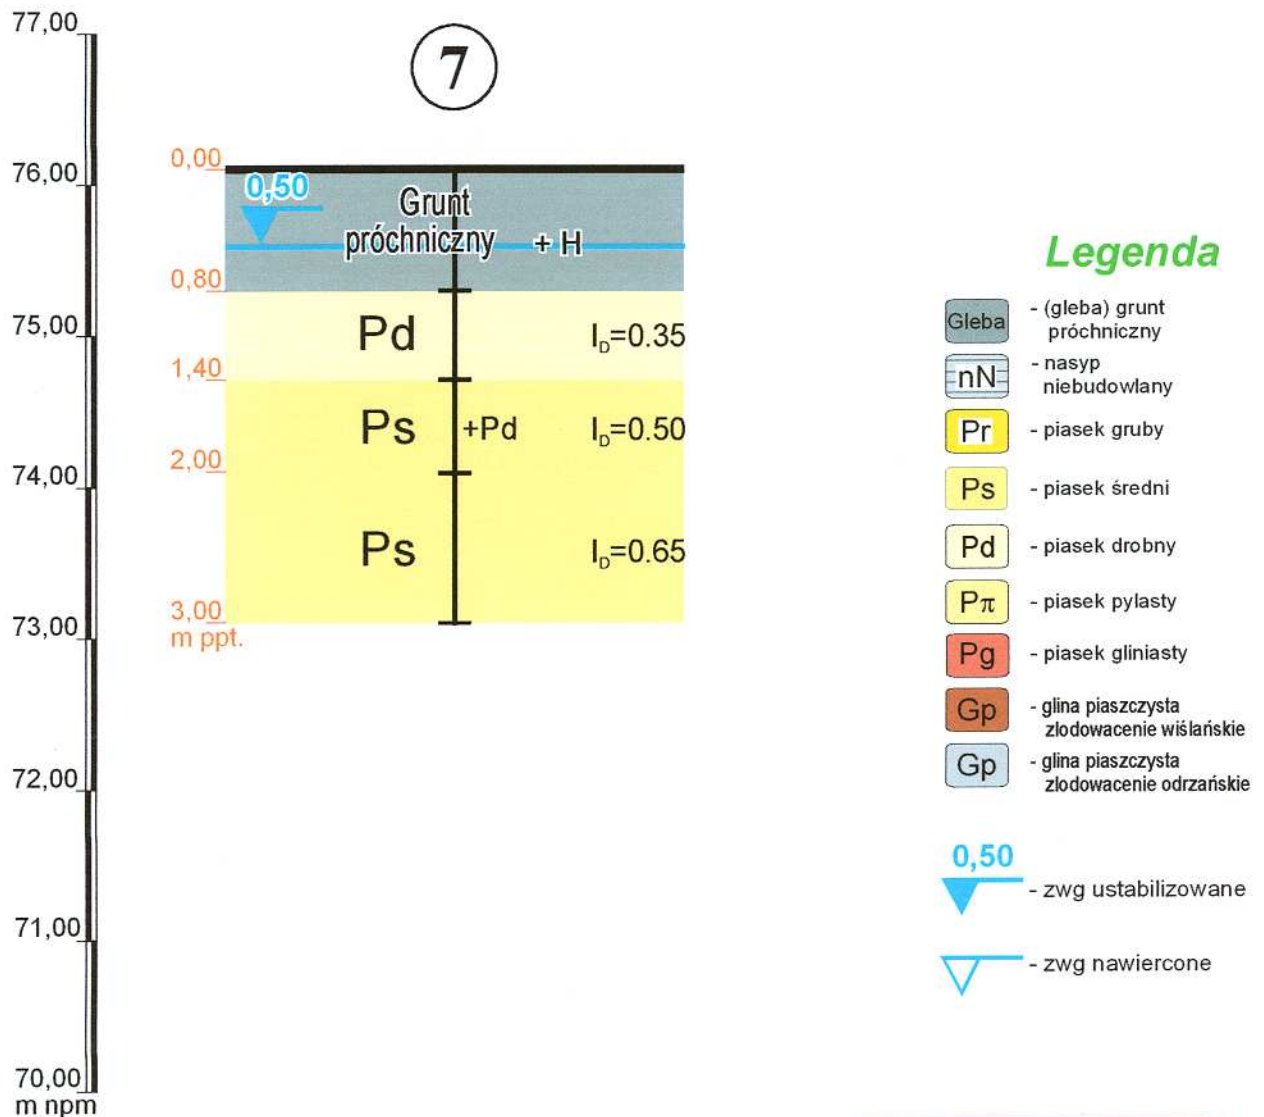 77,00
7
76,00
0,00
0,50
Grunt
próchniczny + H
0,80
75,00
Pd
I_D=0.35
1,40
Ps
+Pd
I_D=0.50
2,00
74,00
Ps
I_D=0.65
3,00
m ppt.
73,00
72,00
71,00
70,00
m npm
Legenda
Gleba - (gleba) grunt
próchniczny
nN - nasyp
niebudowlany
Pr - piasek gruby
Ps - piasek średni
Pd - piasek drobny
Pπ - piasek pylasty
Pg - piasek gliniasty
Gp - glina piaszczysta
zlodowacenie wiślańskie
Gp - glina piaszczysta
zlodowacenie odrzańskie
0,50
- zwg ustabilizowane
- zwg nawiercone